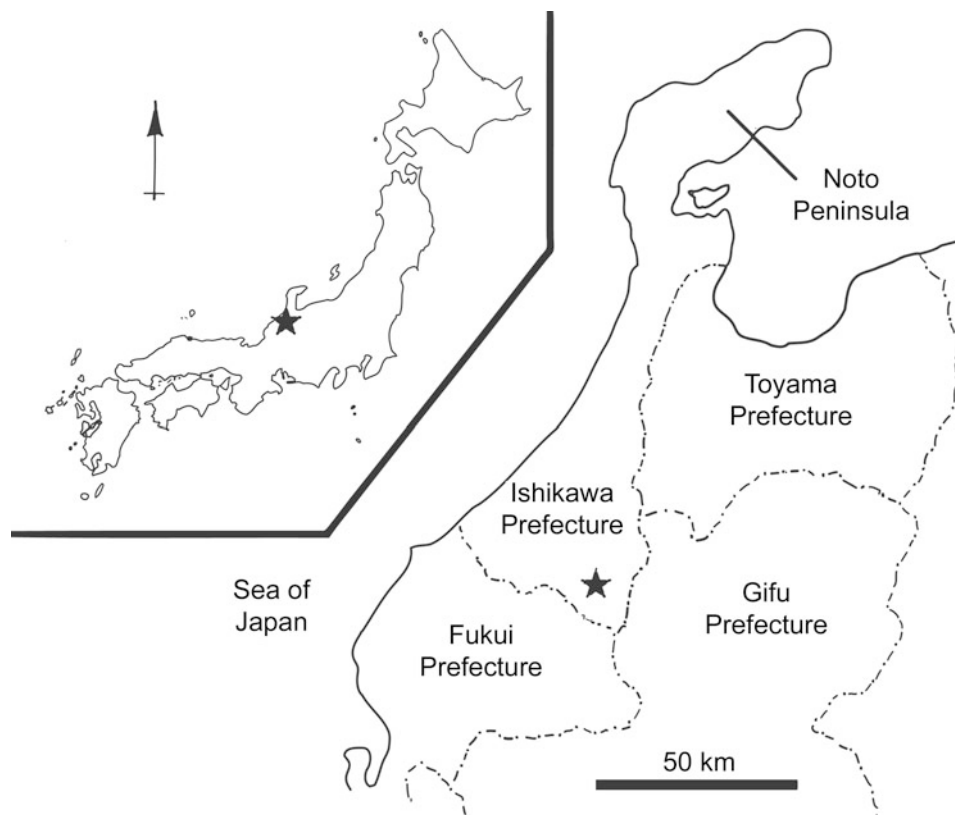 Noto
Peninsula
Toyama
Prefecture
Ishikawa
Prefecture
Sea of
Japan
Gifu
Prefecture
Fukui
Prefecture
50 km